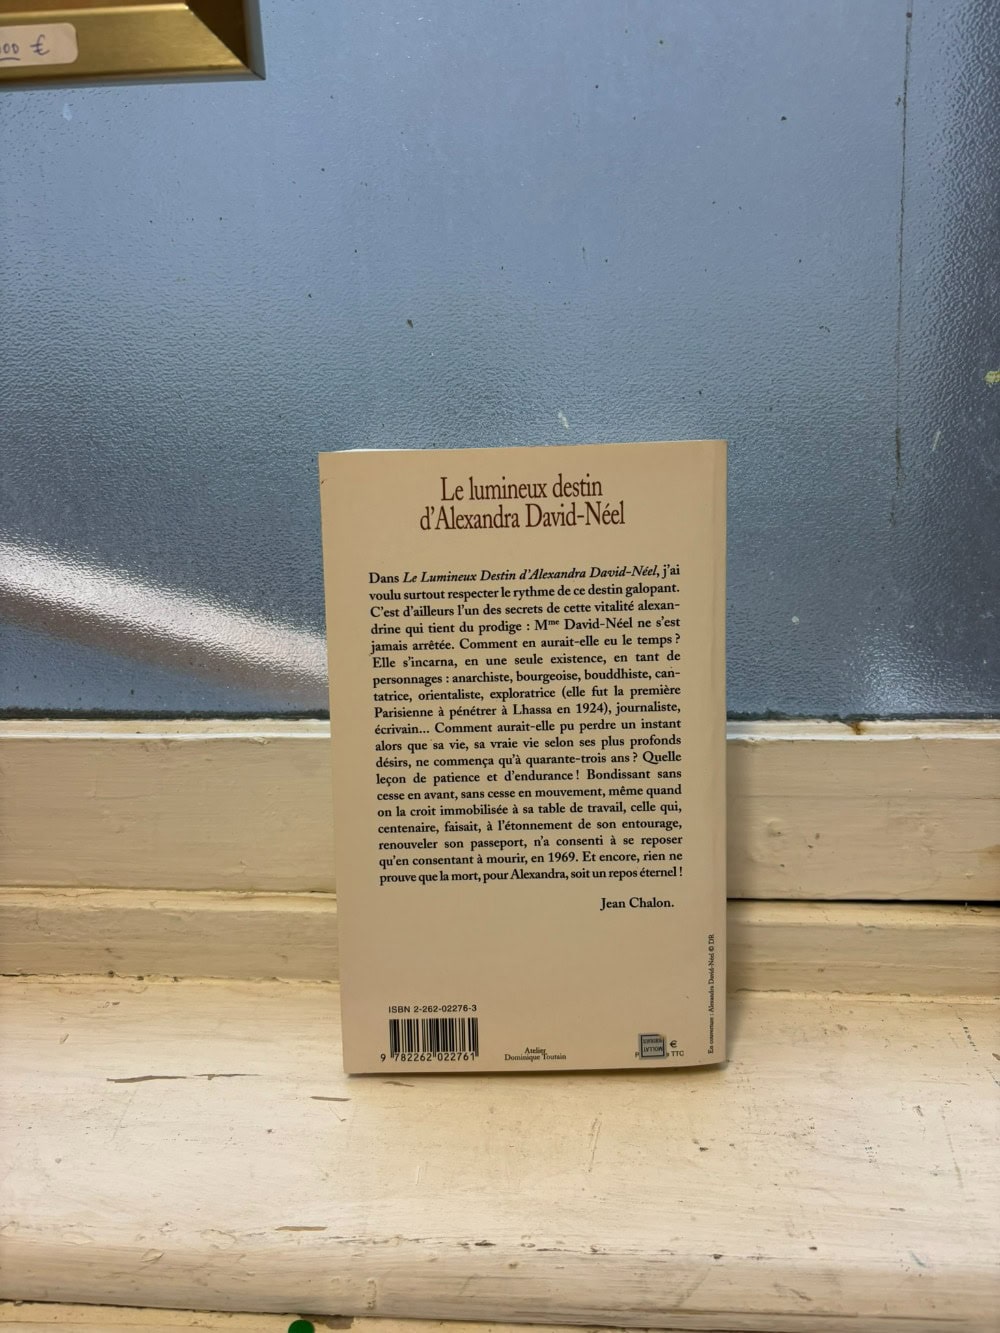 00 €
Le lumineux destin
d'Alexandra David-Néel
Dans Le Lumineux Destin d'Alexandra David-Néel, j'ai
voulu surtout respecter le rythme de ce destin galopant.
C'est d'ailleurs l'un des secrets de cette vitalité alexan-
drine qui tient du prodige : Mme David-Néel ne s'est
jamais arrêtée. Comment en aurait-elle eu le temps ?
Elle s'incarna, en une seule existence, en tant de
personnages : anarchiste, bourgeoise, bouddhiste, can-
tatrice, orientaliste, exploratrice (elle fut la première
Parisienne à pénétrer à Lhassa en 1924), journaliste,
écrivain... Comment aurait-elle pu perdre un instant
alors que sa vie, sa vraie vie selon ses plus profonds
désirs, ne commença qu'à quarante-trois ans ? Quelle
leçon de patience et d'endurance ! Bondissant sans
cesse en avant, sans cesse en mouvement, même quand
on la croit immobilisée à sa table de travail, celle qui,
centenaire, faisait, à l'étonnement de son entourage,
renouveler son passeport, n'a consenti à se reposer
qu'en consentant à mourir, en 1969. Et encore, rien ne
prouve que la mort, pour Alexandra, soit un repos éternel !
Jean Chalon.
En couverture : Alexandra David-Néel © DR
ISBN 2-262-02276-3
9 782262 022761
Atelier
Dominique Toutain
MOLLAT
€
TTC